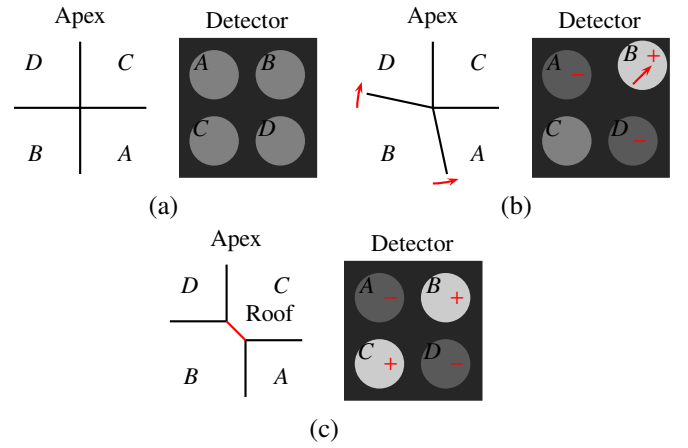 Apex Detector
D C A B
B A C D
(a)
Apex Detector
D C A − B +
B A C D −
(b)
Apex Detector
D C A − B +
Roof
B A C + D −
(c)